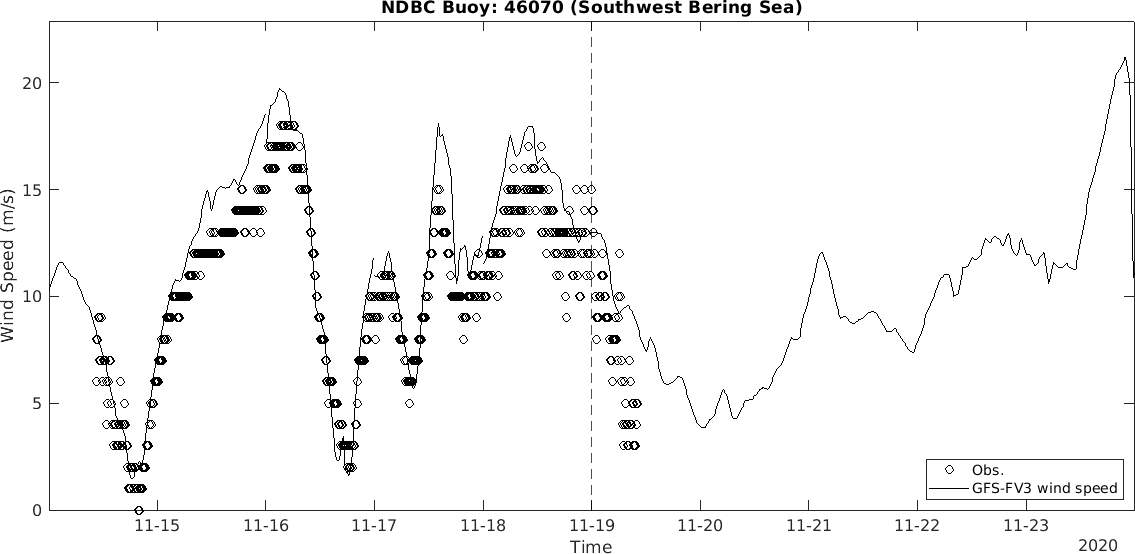 NDBC Buoy: 46070 (Southwest Bering Sea)
Wind Speed (m/s)
20
15
10
5
0
Obs.
GFS-FV3 wind speed
11-15 11-16 11-17 11-18 11-19 11-20 11-21 11-22 11-23
Time
2020